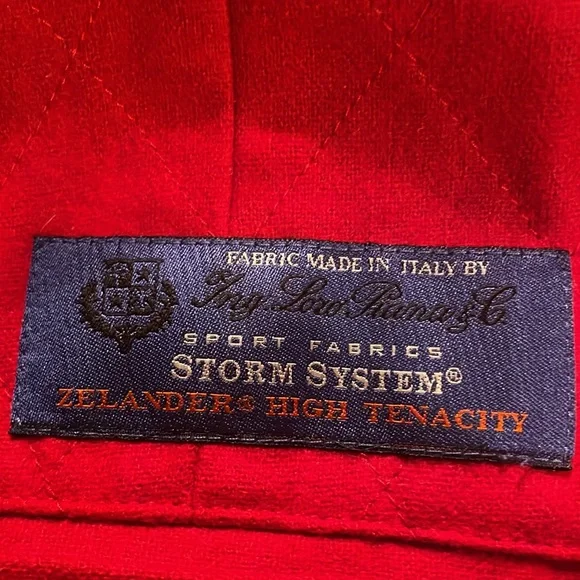 FABRIC MADE IN ITALY BY
Ing. Loro Piana & C.
SPORT FABRICS
STORM SYSTEM®
ZELANDER® HIGH TENACITY